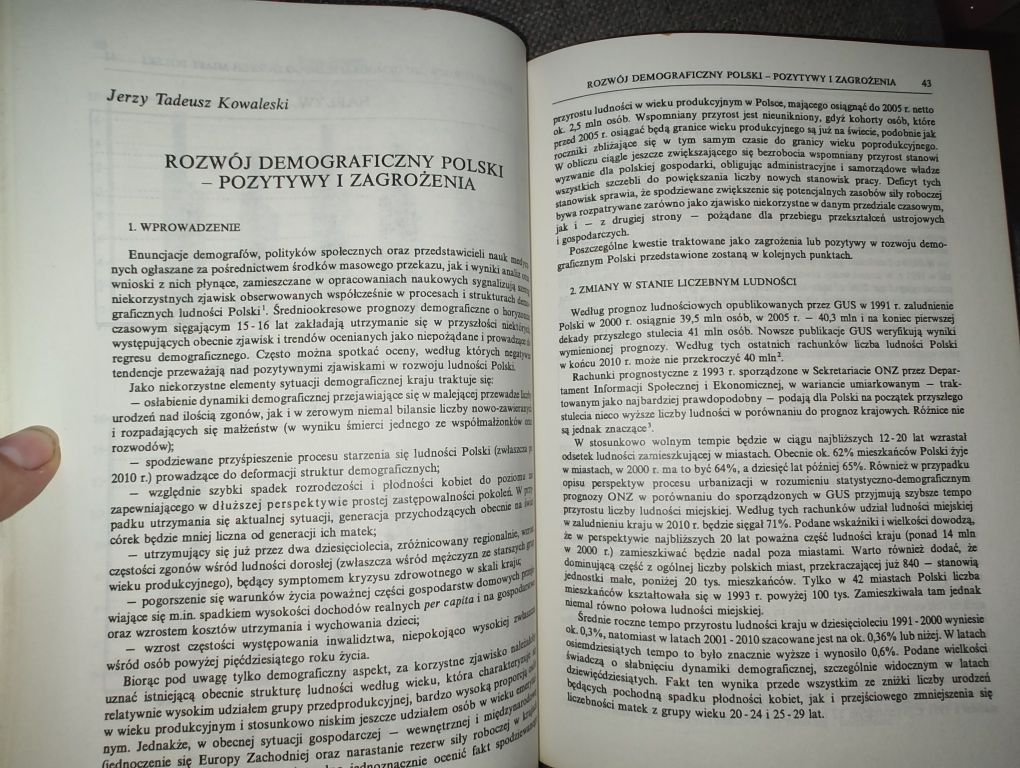 Jerzy Tadeusz Kowaleski
ROZWÓJ DEMOGRAFICZNY POLSKI
– POZYTYWY I ZAGROŻENIA
1. WPROWADZENIE
Enuncjacje demografów, polityków społecznych oraz przedstawicieli nauk
nych ogłaszane za pośrednictwem środków masowego przekazu, jak i wyniki analiz
wnioski z nich płynące, zamieszczane w opracowaniach naukowych sygnalizują
niekorzystnych zjawisk obserwowanych współcześnie w procesach i strukturach
graficznych ludności Polski¹. Średniookresowe prognozy demograficzne o
czasowym sięgającym 15-16 lat zakładają utrzymanie się w przyszłości
występujących obecnie zjawisk i trendów ocenianych jako niepożądane i
regresu demograficznego. Często można spotkać oceny, według których
tendencje przeważają nad pozytywnymi zjawiskami w rozwoju ludności Polski.
Jako niekorzystne elementy sytuacji demograficznej kraju traktuje się:
— osłabienie dynamiki demograficznej przejawiające się w malejącej przewadze liczby
urodzeń nad ilością zgonów, jak i w zerowym niemal bilansie liczby nowo-zawieranych
i rozpadających się małżeństw (w wyniku śmierci jednego ze współmałżonków
rozwodów);
— spodziewane przyśpieszenie procesu starzenia się ludności Polski (zwłaszcza
2010 r.) prowadzące do deformacji struktur demograficznych;
— względnie szybki spadek rozrodczości i płodności kobiet do poziomu
zapewniającego w dłuższej perspektywie prostej zastępowalności pokoleń. W
padku utrzymania się aktualnej sytuacji, generacja przychodzących obecnie na
córek będzie mniej liczna od generacji ich matek;
— utrzymujący się już przez dwa dziesięciolecia, zróżnicowany regionalnie,
częstości zgonów wśród ludności dorosłej (zwłaszcza wśród mężczyzn ze starszych
wieku produkcyjnego), będący symptomem kryzysu zdrowotnego w skali kraju;
— pogorszenie się warunków życia poważnej części gospodarstw domowych
wiające się m.in. spadkiem wysokości dochodów realnych per capita i na
oraz wzrostem kosztów utrzymania i wychowania dzieci;
— wzrost częstości występowania inwalidztwa, niepokojąco wysokiej
wśród osób powyżej pięćdziesiątego roku życia.
Biorąc pod uwagę tylko demograficzny aspekt, za korzystne zjawisko
uznać istniejącą obecnie strukturę ludności według wieku, która
relatywnie wysokim udziałem grupy przedprodukcyjnej, bardzo wysoką proporcją
w wieku produkcyjnym i stosunkowo niskim jeszcze udziałem osób w wieku
nym. Jednakże, w obecnej sytuacji gospodarczej — wewnętrznej i
(jednoczenie się Europy Zachodniej oraz narastanie rezerw siły roboczej w
jednoznacznie ocenić fakt
ROZWÓJ DEMOGRAFICZNY POLSKI – POZYTYWY I ZAGROŻENIA 43
przyrostu ludności w wieku produkcyjnym w Polsce, mającego osiągnąć do 2005 r. netto
ok. 2,5 mln osób. Wspomniany przyrost jest nieunikniony, gdyż kohorty osób, które
przed 2005 r. osiągać będą granice wieku produkcyjnego są już na świecie, podobnie jak
roczniki zbliżające się w tym samym czasie do granicy wieku poprodukcyjnego.
W obliczu ciągle jeszcze zwiększającego się bezrobocia wspomniany przyrost stanowi
wyzwanie dla polskiej gospodarki, obligując administracyjne i samorządowe władze
wszystkich szczebli do powiększania liczby nowych stanowisk pracy. Deficyt tych
stanowisk sprawia, że spodziewane zwiększenie się potencjalnych zasobów siły roboczej
bywa rozpatrywane zarówno jako zjawisko niekorzystne w danym przedziale czasowym,
jak i — z drugiej strony — pożądane dla przebiegu przekształceń ustrojowych
i gospodarczych.
Poszczególne kwestie traktowane jako zagrożenia lub pozytywy w rozwoju demo-
graficznym Polski przedstawione zostaną w kolejnych punktach.
2. ZMIANY W STANIE LICZEBNYM LUDNOŚCI
Według prognoz ludnościowych opublikowanych przez GUS w 1991 r. zaludnienie
Polski w 2000 r. osiągnie 39,5 mln osób, w 2005 r. — 40,3 mln i na koniec pierwszej
dekady przyszłego stulecia 41 mln osób. Nowsze publikacje GUS weryfikują wyniki
wymienionej prognozy. Według tych ostatnich rachunków liczba ludności Polski
w końcu 2010 r. może nie przekroczyć 40 mln².
Rachunki prognostyczne z 1993 r. sporządzone w Sekretariacie ONZ przez Depar-
tament Informacji Społecznej i Ekonomicznej, w wariancie umiarkowanym — trak-
towanym jako najbardziej prawdopodobny — podają dla Polski na początek przyszłego
stulecia nieco wyższe liczby ludności w porównaniu do prognoz krajowych. Różnice nie
są jednak znaczące³.
W stosunkowo wolnym tempie będzie w ciągu najbliższych 12-20 lat wzrastał
odsetek ludności zamieszkującej w miastach. Obecnie ok. 62% mieszkańców Polski żyje
w miastach, w 2000 r. ma to być 64%, a dziesięć lat później 65%. Również w przypadku
opisu perspektyw procesu urbanizacji w rozumieniu statystyczno-demograficznym
prognozy ONZ w porównaniu do sporządzonych w GUS przyjmują szybsze tempo
przyrostu liczby ludności miejskiej. Według tych rachunków udział ludności miejskiej
w zaludnieniu kraju w 2010 r. będzie sięgał 71%. Podane wskaźniki i wielkości dowodzą,
że w perspektywie najbliższych 20 lat poważna część ludności kraju (ponad 14 mln
w 2000 r.) zamieszkiwać będzie nadal poza miastami. Warto również dodać, że
dominującą część z ogólnej liczby polskich miast, przekraczającej już 840 — stanowią
jednostki małe, poniżej 20 tys. mieszkańców. Tylko w 42 miastach Polski liczba
mieszkańców kształtowała się w 1993 r. powyżej 100 tys. Zamieszkiwała tam jednak
niemal równo połowa ludności miejskiej.
Średnie roczne tempo przyrostu ludności kraju w dziesięcioleciu 1991-2000 wyniesie
ok. 0,3%, natomiast w latach 2001-2010 szacowane jest na ok. 0,36% lub niżej. W latach
osiemdziesiątych tempo to było znacznie wyższe i wynosiło 0,6%. Podane wielkości
świadczą o słabnięciu dynamiki demograficznej, szczególnie widocznym w latach
dziewięćdziesiątych. Fakt ten wynika przede wszystkim ze zniżki liczby urodzeń
będących pochodną spadku płodności kobiet, jak i przejściowego zmniejszenia się
liczebności matek z grupy wieku 20-24 i 25-29 lat.